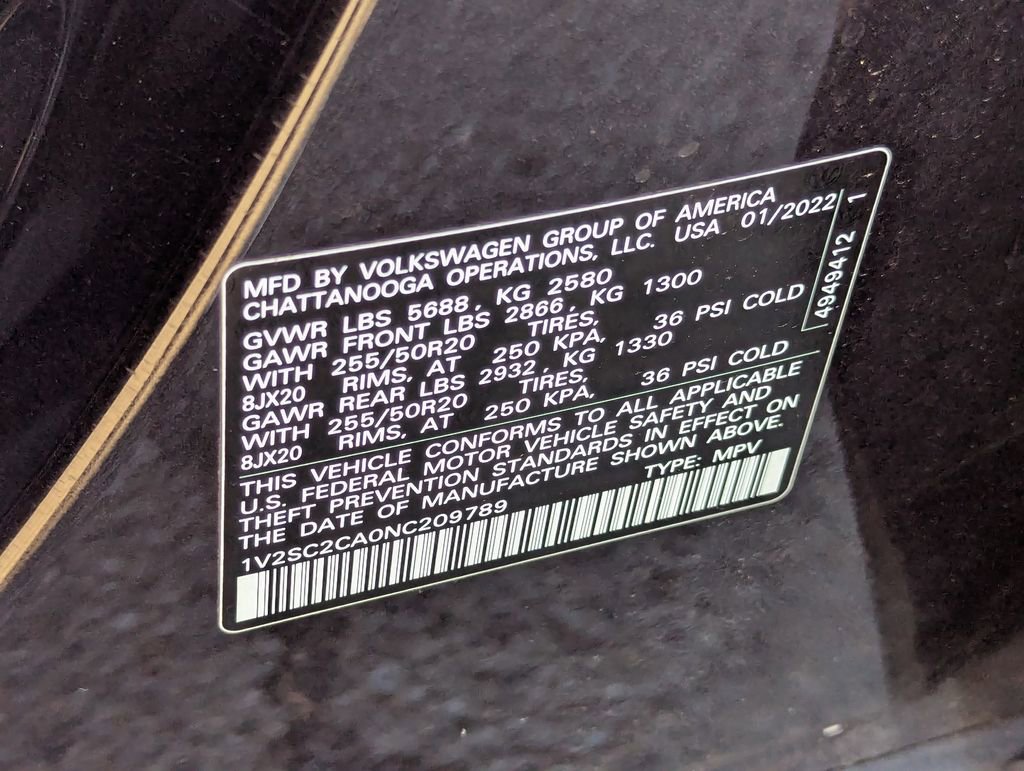 MFD BY VOLKSWAGEN GROUP OF AMERICA
CHATTANOOGA OPERATIONS, LLC. USA 01/2022
GVWR LBS 5688, KG 2580
GAWR FRONT LBS 2866, KG 1300
WITH 255/50R20 TIRES,
8JX20 RIMS, AT 250 KPA, 36 PSI COLD
GAWR REAR LBS 2932, KG 1330
WITH 255/50R20 TIRES,
8JX20 RIMS, AT 250 KPA, 36 PSI COLD
THIS VEHICLE CONFORMS TO ALL APPLICABLE
U.S. FEDERAL MOTOR VEHICLE SAFETY AND
THEFT PREVENTION STANDARDS IN EFFECT ON
THE DATE OF MANUFACTURE SHOWN ABOVE.
1V2SC2CA0NC209789 TYPE: MPV
4949412 1